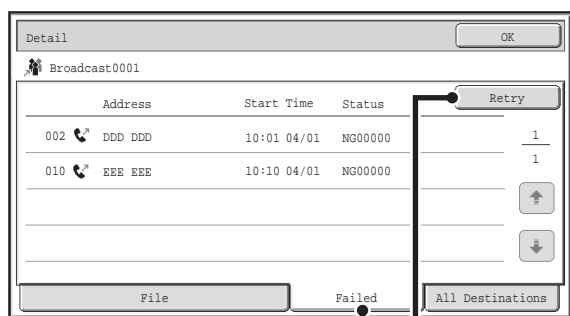 Detail OK
Broadcast0001
Address Start Time Status Retry
002 DDD DDD 10:01 04/01 NG00000
1
1
010 EEE EEE 10:10 04/01 NG00000
File Failed All Destinations